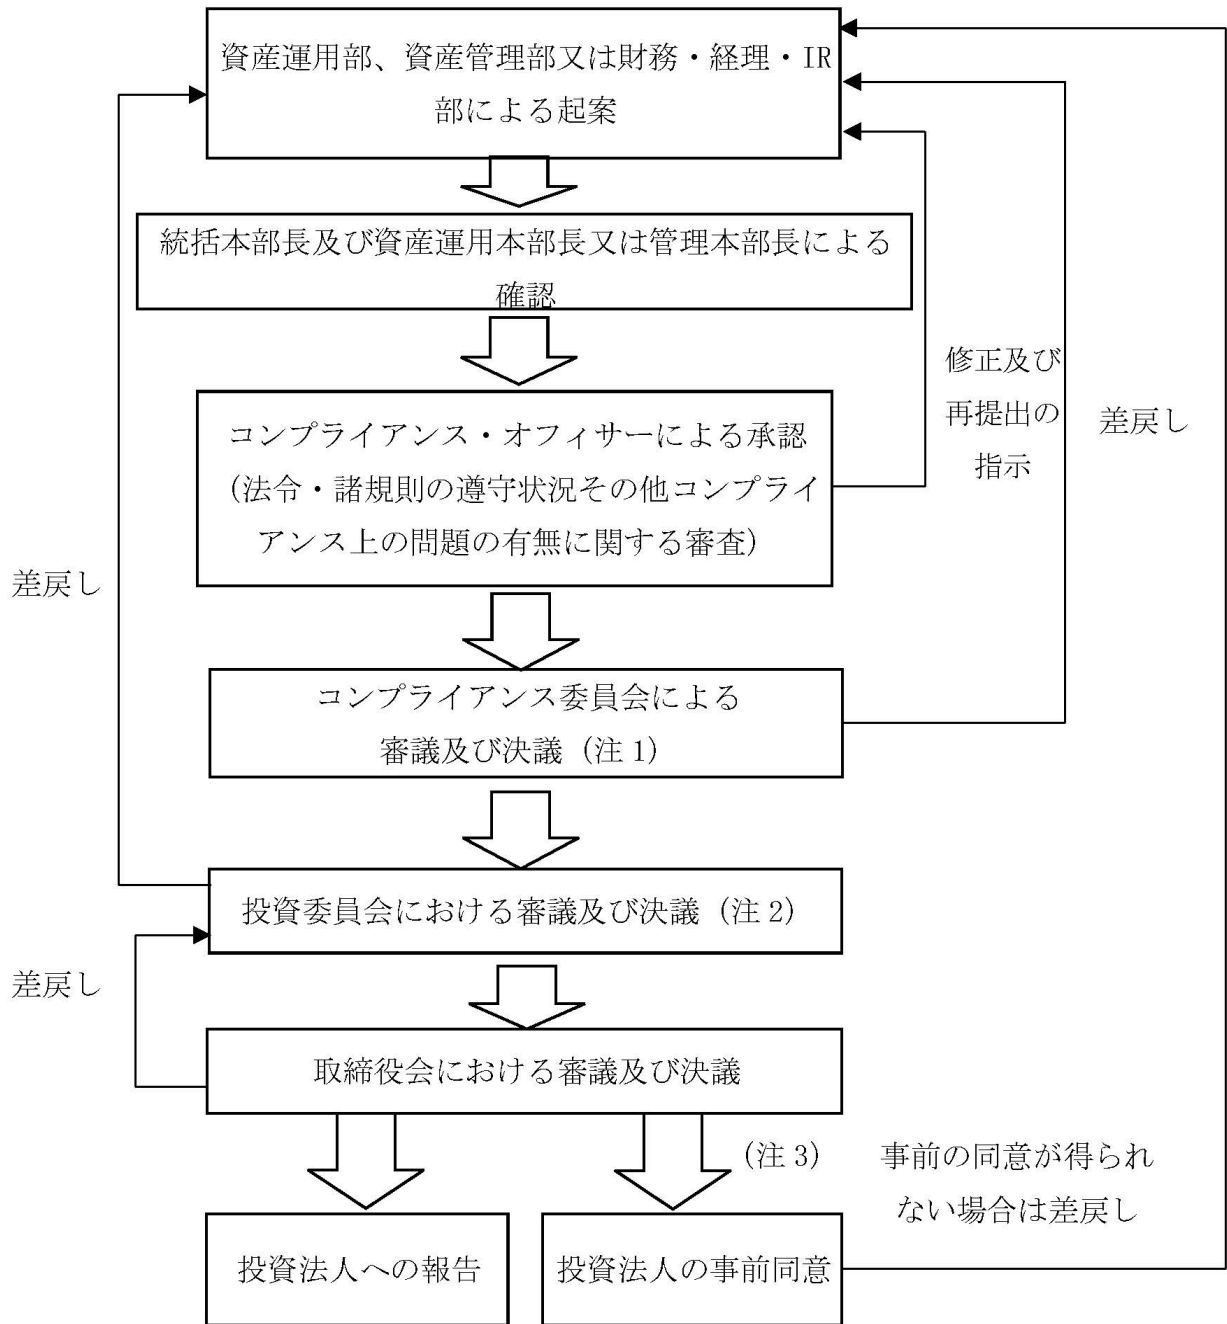 資産運用部、資産管理部又は財務・経理・IR
部による起案
統括本部長及び資産運用本部長又は管理本部長による
確認
修正及び
再提出の
指示
差戻し
コンプライアンス・オフィサーによる承認
(法令・諸規則の遵守状況その他コンプライ
アンス上の問題の有無に関する審査)
差戻し
コンプライアンス委員会による
審議及び決議 (注 1)
投資委員会における審議及び決議 (注 2)
差戻し
取締役会における審議及び決議
(注 3)
事前の同意が得られ
ない場合は差戻し
投資法人への報告
投資法人の事前同意